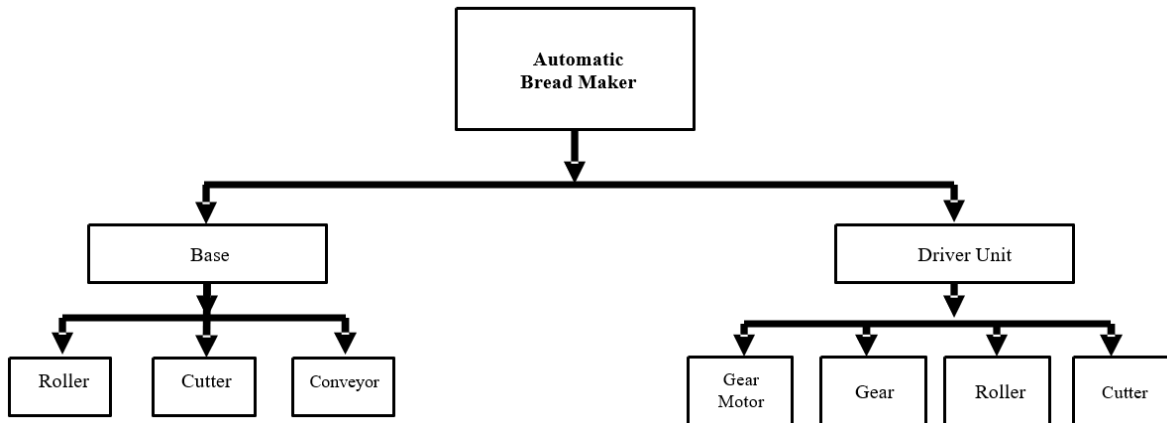 Automatic
Bread Maker
Base
Driver Unit
Roller
Cutter
Conveyor
Gear
Motor
Gear
Roller
Cutter